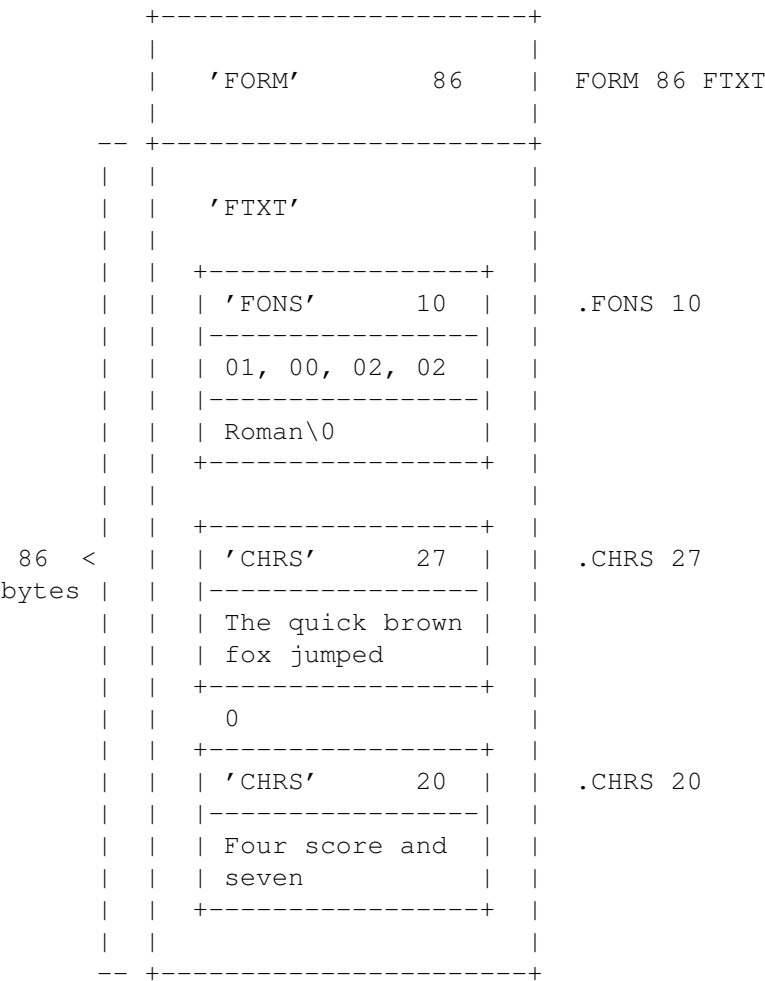 +-----------------------+
         |                       |
         |   'FORM'        86    |  FORM 86 FTXT
         |                       |
      -- +-----------------------+
      |  |                       |
      |  |   'FTXT'              |
      |  |                       |
      |  |  +-----------------+  |
      |  |  | 'FONS'     10  |  |  .FONS 10
      |  |  |-----------------|  |
      |  |  | 01, 00, 02, 02  |  |
      |  |  |-----------------|  |
      |  |  | Roman\0         |  |
      |  |  +-----------------+  |
      |  |                       |
      |  |  +-----------------+  |
 86  <   |  | 'CHRS'     27  |  |  .CHRS 27
bytes |  |  |-----------------|  |
      |  |  | The quick brown |  |
      |  |  | fox jumped      |  |
      |  |  +-----------------+  |
      |  |    0                  |
      |  |  +-----------------+  |
      |  |  | 'CHRS'     20  |  |  .CHRS 20
      |  |  |-----------------|  |
      |  |  | Four score and  |  |
      |  |  | seven           |  |
      |  |  +-----------------+  |
      |  |                       |
      -- +-----------------------+